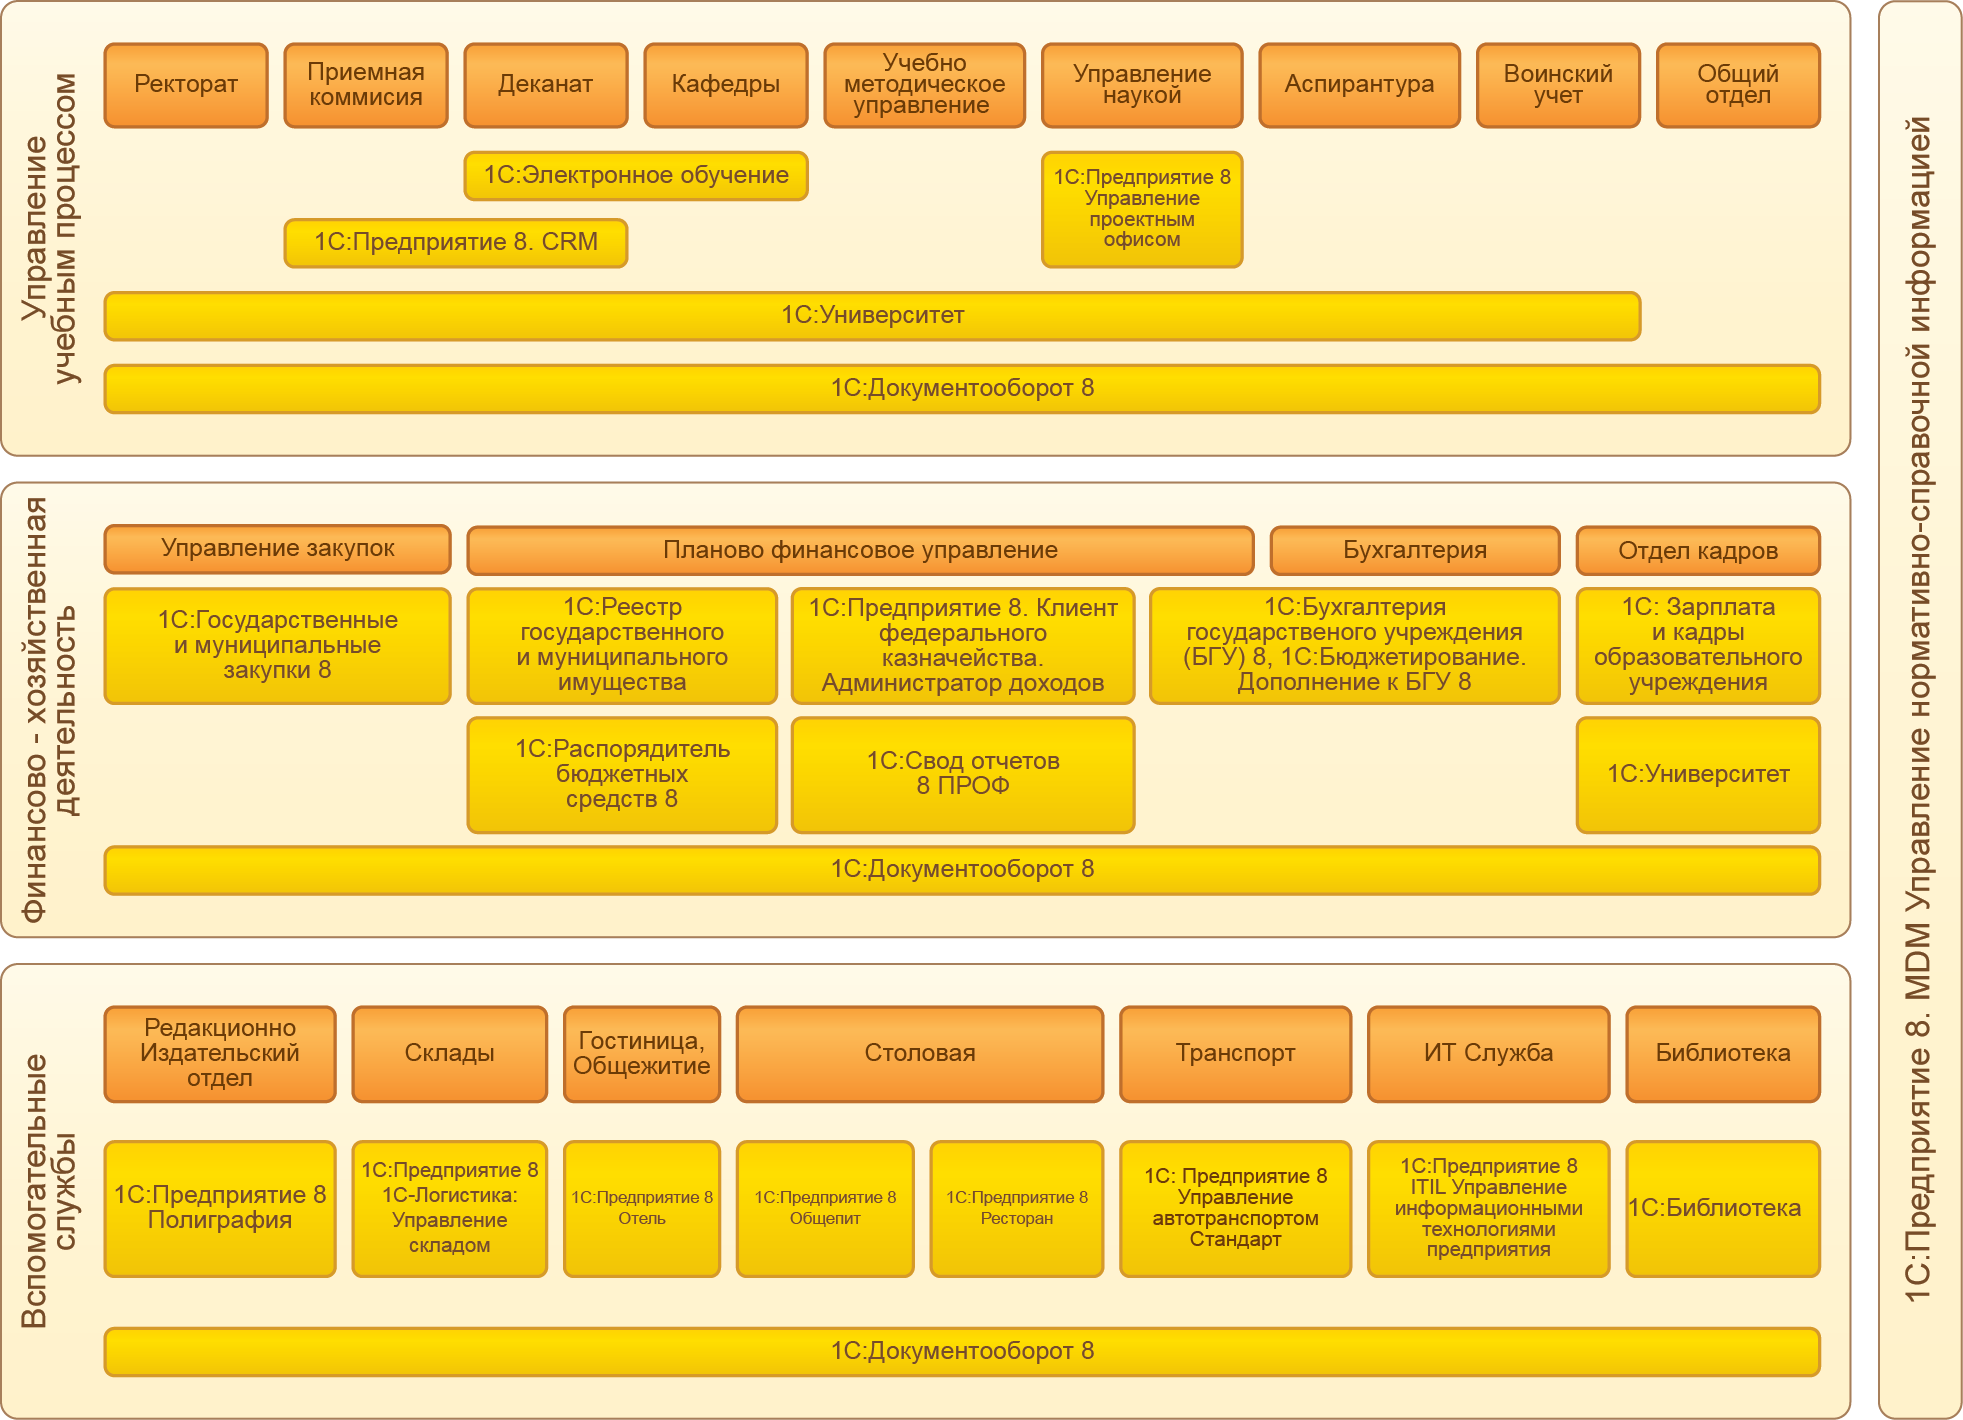 Управление
учебным процессом
Ректорат
Приемная
коммисия
Деканат
Кафедры
Учебно
методическое
управление
Управление
наукой
Аспирантура
Воинский
учет
Общий
отдел
1С:Электронное обучение
1С:Предприятие 8
Управление
проектным
офисом
1С:Предприятие 8. CRM
1С:Университет
1С:Документооборот 8
Финансово - хозяйственная
деятельность
Управление закупок
Планово финансовое управление
Бухгалтерия
Отдел кадров
1С:Государственные
и муниципальные
закупки 8
1С:Реестр
государственного
и муниципального
имущества
1С:Предприятие 8. Клиент
федерального
казначейства.
Администратор доходов
1С:Бухгалтерия
государственого учреждения
(БГУ) 8, 1С:Бюджетирование.
Дополнение к БГУ 8
1С: Зарплата
и кадры
образовательного
учреждения
1С:Распорядитель
бюджетных
средств 8
1С:Свод отчетов
8 ПРОФ
1С:Университет
1С:Документооборот 8
Вспомогательные
службы
Редакционно
Издательский
отдел
Склады
Гостиница,
Общежитие
Столовая
Транспорт
ИТ Служба
Библиотека
1С:Предприятие 8
Полиграфия
1С:Предприятие 8
1С-Логистика:
Управление
складом
1С:Предприятие 8
Отель
1С:Предприятие 8
Общепит
1С:Предприятие 8
Ресторан
1С: Предприятие 8
Управление
автотранспортом
Стандарт
1С:Предприятие 8
ITIL Управление
информационными
технологиями
предприятия
1С:Библиотека
1С:Документооборот 8
1С:Предприятие 8. MDM Управление нормативно-справочной информацией